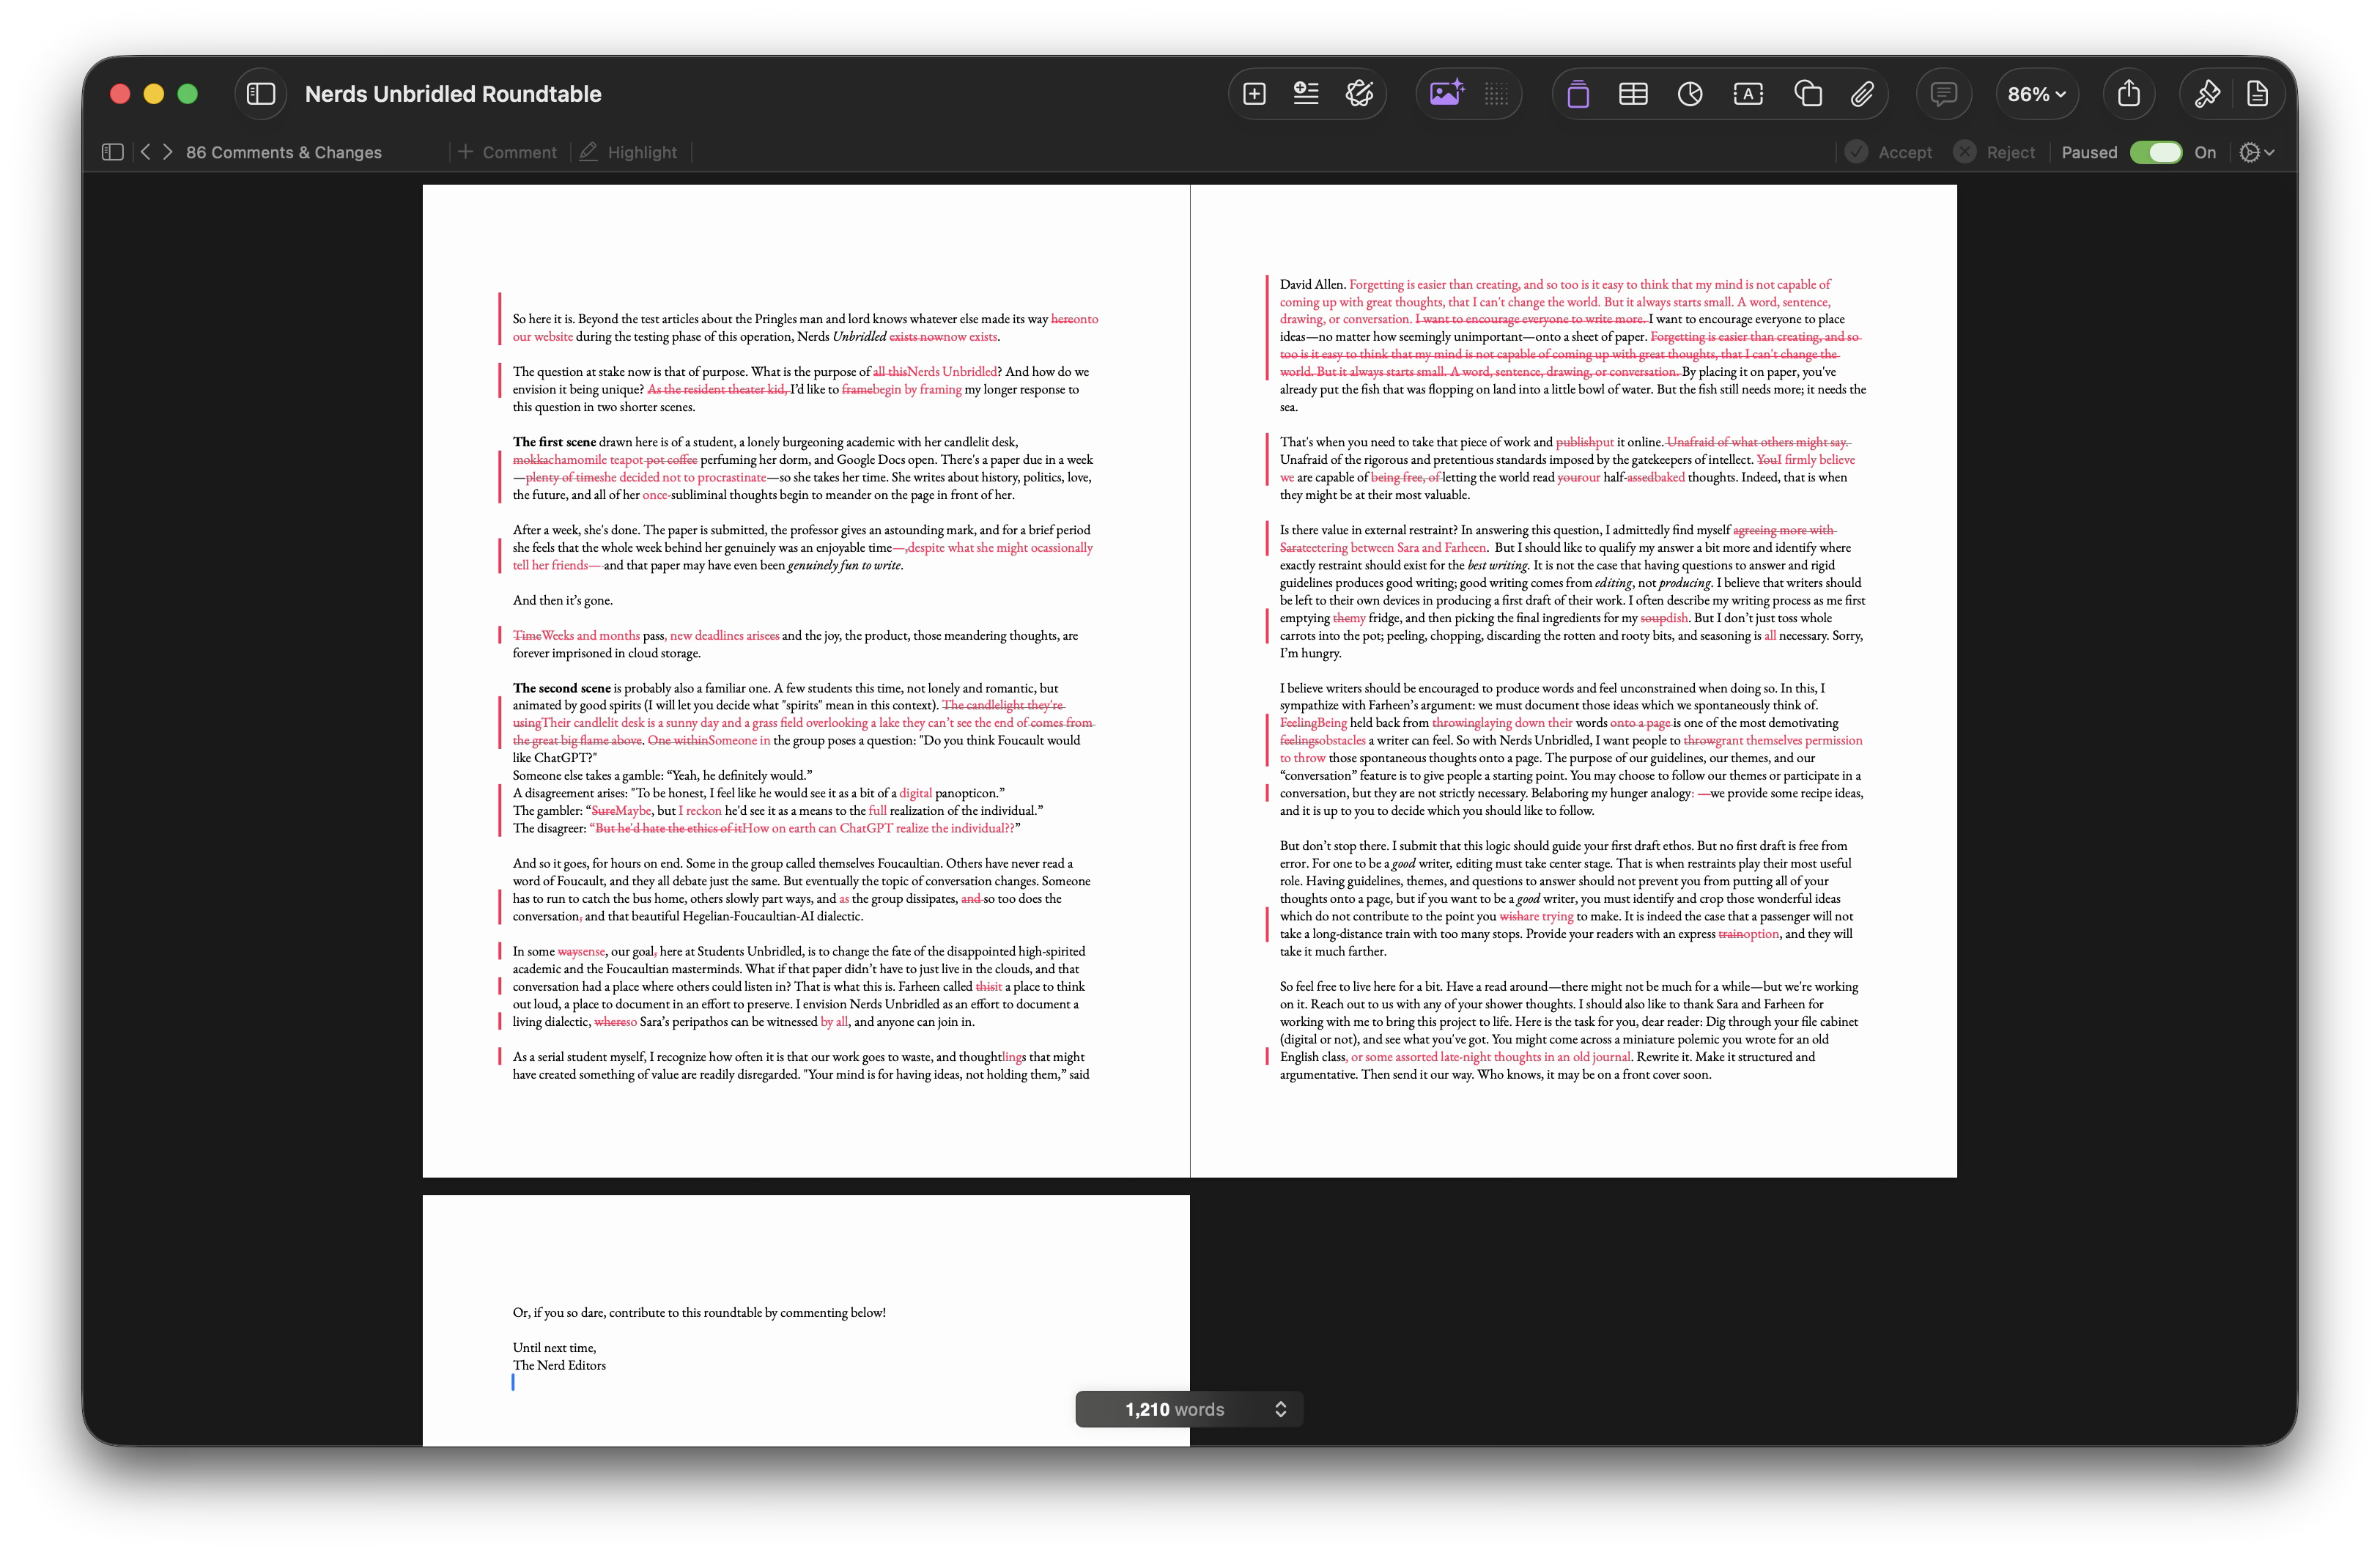 Nerds Unbridled Roundtable
86%
86 Comments & Changes
Comment
Highlight
Accept
Reject
Paused
On
So here it is. Beyond the test articles about the Pringles man and lord knows whatever else made its way hereonto
our website during the testing phase of this operation, Nerds Unbridled exists nownow exists.
The question at stake now is that of purpose. What is the purpose of all thisNerds Unbridled? And how do we
envision it being unique? As the resident theater kid, I'd like to framebegin by framing my longer response to
this question in two shorter scenes.
The first scene drawn here is of a student, a lonely burgeoning academic with her candlelit desk,
mokkachamomile teapot pot coffee perfuming her dorm, and Google Docs open. There's a paper due in a week
—plenty of timeshe decided not to procrastinate—so she takes her time. She writes about history, politics, love,
the future, and all of her once-subliminal thoughts begin to meander on the page in front of her.
After a week, she's done. The paper is submitted, the professor gives an astounding mark, and for a brief period
she feels that the whole week behind her genuinely was an enjoyable time—,despite what she might ocassionally
tell her friends— and that paper may have even been genuinely fun to write.
And then it’s gone.
TimeWeeks and months pass, new deadlines arisees and the joy, the product, those meandering thoughts, are
forever imprisoned in cloud storage.
The second scene is probably also a familiar one. A few students this time, not lonely and romantic, but
animated by good spirits (I will let you decide what "spirits" mean in this context). The candlelight they're
usingTheir candlelit desk is a sunny day and a grass field overlooking a lake they can’t see the end of comes from
the great big flame above. One withinSomeone in the group poses a question: "Do you think Foucault would
like ChatGPT?"
Someone else takes a gamble: “Yeah, he definitely would.”
A disagreement arises: "To be honest, I feel like he would see it as a bit of a digital panopticon.”
The gambler: “SureMaybe, but I reckon he'd see it as a means to the full realization of the individual.”
The disagreer: “But he'd hate the ethics of itHow on earth can ChatGPT realize the individual??”
And so it goes, for hours on end. Some in the group called themselves Foucaultian. Others have never read a
word of Foucault, and they all debate just the same. But eventually the topic of conversation changes. Someone
has to run to catch the bus home, others slowly part ways, and as the group dissipates, and so too does the
conversation, and that beautiful Hegelian-Foucaultian-AI dialectic.
In some waysense, our goal, here at Students Unbridled, is to change the fate of the disappointed high-spirited
academic and the Foucaultian masterminds. What if that paper didn’t have to just live in the clouds, and that
conversation had a place where others could listen in? That is what this is. Farheen called thisit a place to think
out loud, a place to document in an effort to preserve. I envision Nerds Unbridled as an effort to document a
living dialectic, whereso Sara’s peripathos can be witnessed by all, and anyone can join in.
As a serial student myself, I recognize how often it is that our work goes to waste, and thoughtlings that might
have created something of value are readily disregarded. "Your mind is for having ideas, not holding them,” said
David Allen. Forgetting is easier than creating, and so too is it easy to think that my mind is not capable of
coming up with great thoughts, that I can't change the world. But it always starts small. A word, sentence,
drawing, or conversation. I want to encourage everyone to write more. I want to encourage everyone to place
ideas—no matter how seemingly unimportant—onto a sheet of paper. Forgetting is easier than creating, and so
too is it easy to think that my mind is not capable of coming up with great thoughts, that I can't change the
world. But it always starts small. A word, sentence, drawing, or conversation. By placing it on paper, you've
already put the fish that was flopping on land into a little bowl of water. But the fish still needs more; it needs the
sea.
That's when you need to take that piece of work and publishput it online. Unafraid of what others might say.
Unafraid of the rigorous and pretentious standards imposed by the gatekeepers of intellect. YouI firmly believe
we are capable of being free, of letting the world read yourour half-assedbaked thoughts. Indeed, that is when
they might be at their most valuable.
Is there value in external restraint? In answering this question, I admittedly find myself agreeing more with
Sarateetering between Sara and Farheen.  But I should like to qualify my answer a bit more and identify where
exactly restraint should exist for the best writing. It is not the case that having questions to answer and rigid
guidelines produces good writing; good writing comes from editing, not producing. I believe that writers should
be left to their own devices in producing a first draft of their work. I often describe my writing process as me first
emptying themy fridge, and then picking the final ingredients for my soupdish. But I don’t just toss whole
carrots into the pot; peeling, chopping, discarding the rotten and rooty bits, and seasoning is all necessary. Sorry,
I’m hungry.
I believe writers should be encouraged to produce words and feel unconstrained when doing so. In this, I
sympathize with Farheen’s argument: we must document those ideas which we spontaneously think of.
FeelingBeing held back from throwinglaying down their words onto a page is one of the most demotivating
feelingsobstacles a writer can feel. So with Nerds Unbridled, I want people to throwgrant themselves permission
to throw those spontaneous thoughts onto a page. The purpose of our guidelines, our themes, and our
“conversation” feature is to give people a starting point. You may choose to follow our themes or participate in a
conversation, but they are not strictly necessary. Belaboring my hunger analogy: —we provide some recipe ideas,
and it is up to you to decide which you should like to follow.
But don’t stop there. I submit that this logic should guide your first draft ethos. But no first draft is free from
error. For one to be a good writer, editing must take center stage. That is when restraints play their most useful
role. Having guidelines, themes, and questions to answer should not prevent you from putting all of your
thoughts onto a page, but if you want to be a good writer, you must identify and crop those wonderful ideas
which do not contribute to the point you wishare trying to make. It is indeed the case that a passenger will not
take a long-distance train with too many stops. Provide your readers with an express trainoption, and they will
take it much farther.
So feel free to live here for a bit. Have a read around—there might not be much for a while—but we're working
on it. Reach out to us with any of your shower thoughts. I should also like to thank Sara and Farheen for
working with me to bring this project to life. Here is the task for you, dear reader: Dig through your file cabinet
(digital or not), and see what you've got. You might come across a miniature polemic you wrote for an old
English class, or some assorted late-night thoughts in an old journal. Rewrite it. Make it structured and
argumentative. Then send it our way. Who knows, it may be on a front cover soon.
Or, if you so dare, contribute to this roundtable by commenting below!
Until next time,
The Nerd Editors
1,210 words